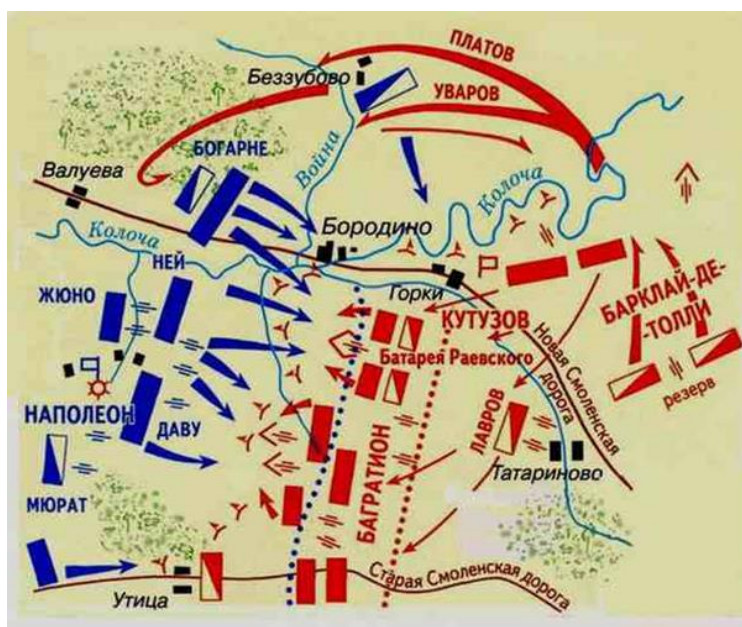 ПЛАТОВ
Беззубово
УВАРОВ
БОГАРНЕ
Война
Валуева
Колоча
Колоча
Бородино
НЕЙ
ЖЮНО
Горки
КУТУЗОВ
БАРКЛАЙ-ДЕ-
-ТОЛЛИ
Батарея Раевского
Новая Смоленская
дорога
резерв
НАПОЛЕОН
ДАВУ
ЛАВРОВ
БАГРАТИОН
Татариново
МЮРАТ
Утица
Старая Смоленская дорога